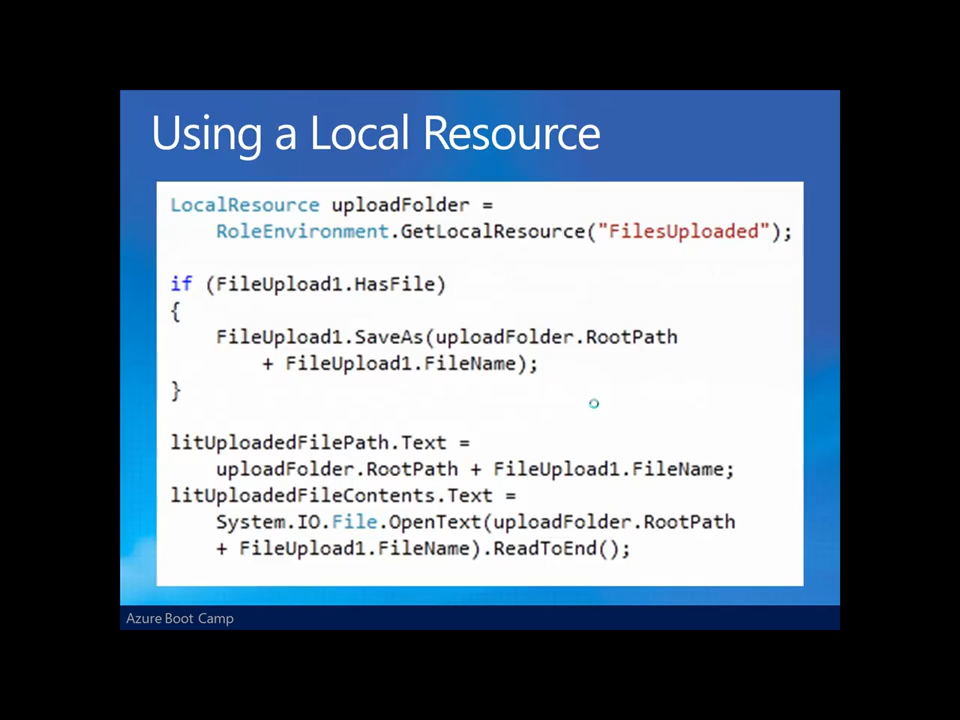 Using a Local Resource
LocalResource uploadFolder =
RoleEnvironment.GetLocalResource("FilesUploaded");
if (FileUpload1.HasFile)
{
FileUpload1.SaveAs(uploadFolder.RootPath
+ FileUpload1.FileName);
}
litUploadedFilePath.Text =
uploadFolder.RootPath + FileUpload1.FileName;
litUploadedFileContents.Text =
System.IO.File.OpenText(uploadFolder.RootPath
+ FileUpload1.FileName).ReadToEnd();
Azure Boot Camp